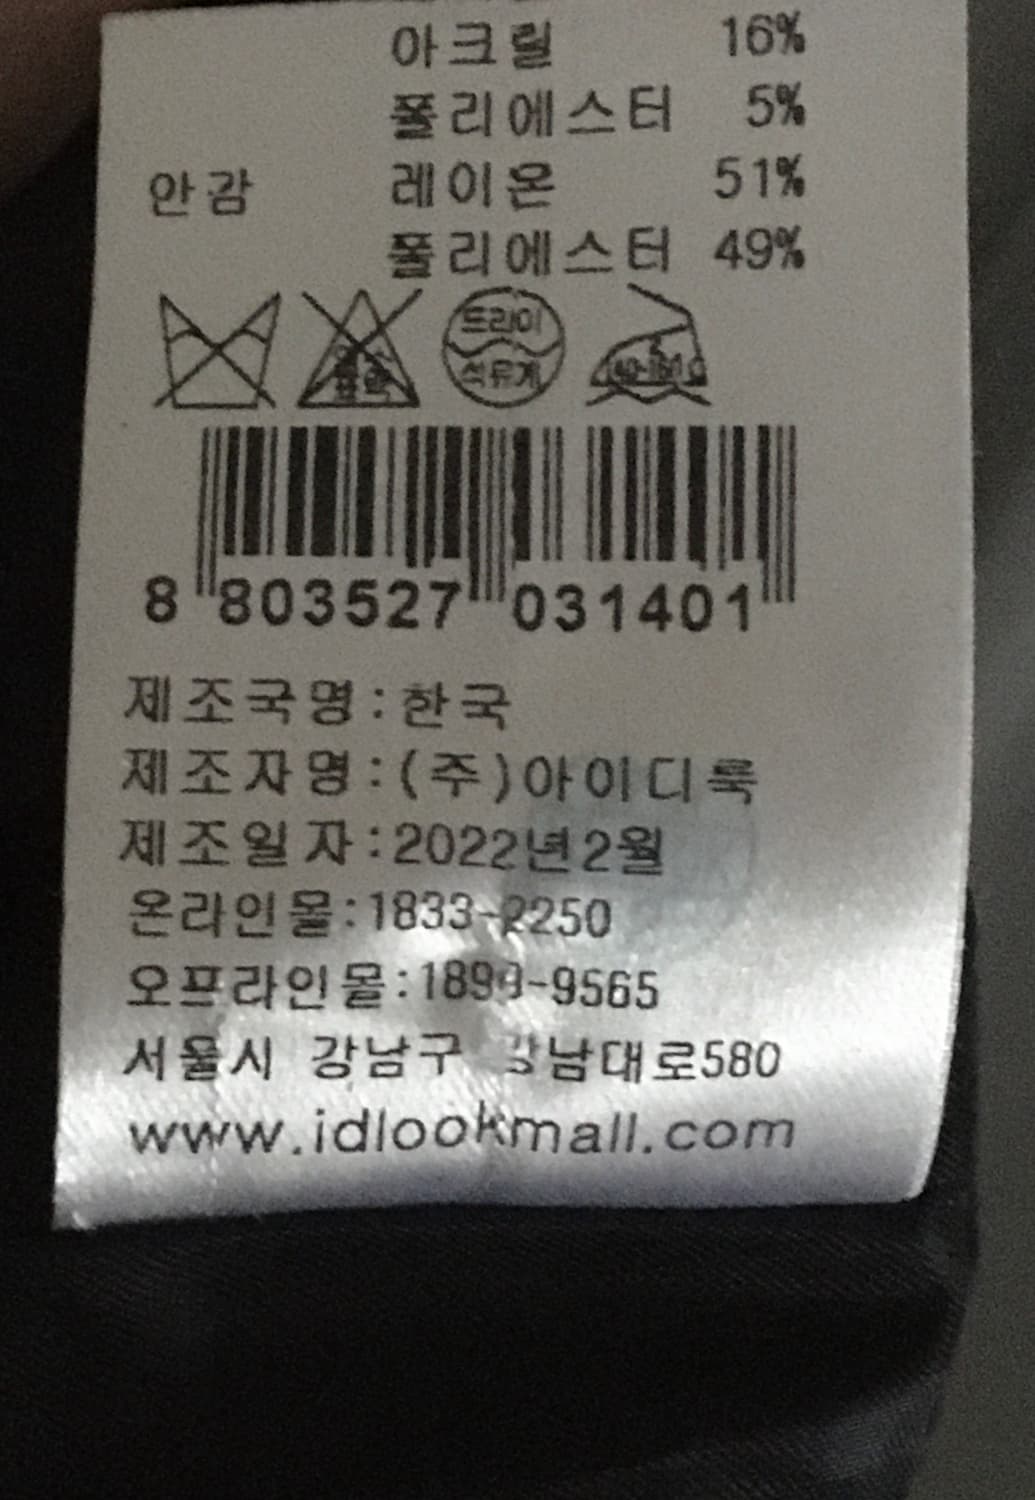 아크릴 16%
폴리에스터 5%
안감 레이온 51%
폴리에스터 49%
드라이
석유계
8 803527 031401
제조국명:한국
제조자명:(주)아이디룩
제조일자:2022년2월
온라인몰:1833-2250
오프라인몰:1899-9565
서울시 강남구 강남대로580
www.idlookmall.com